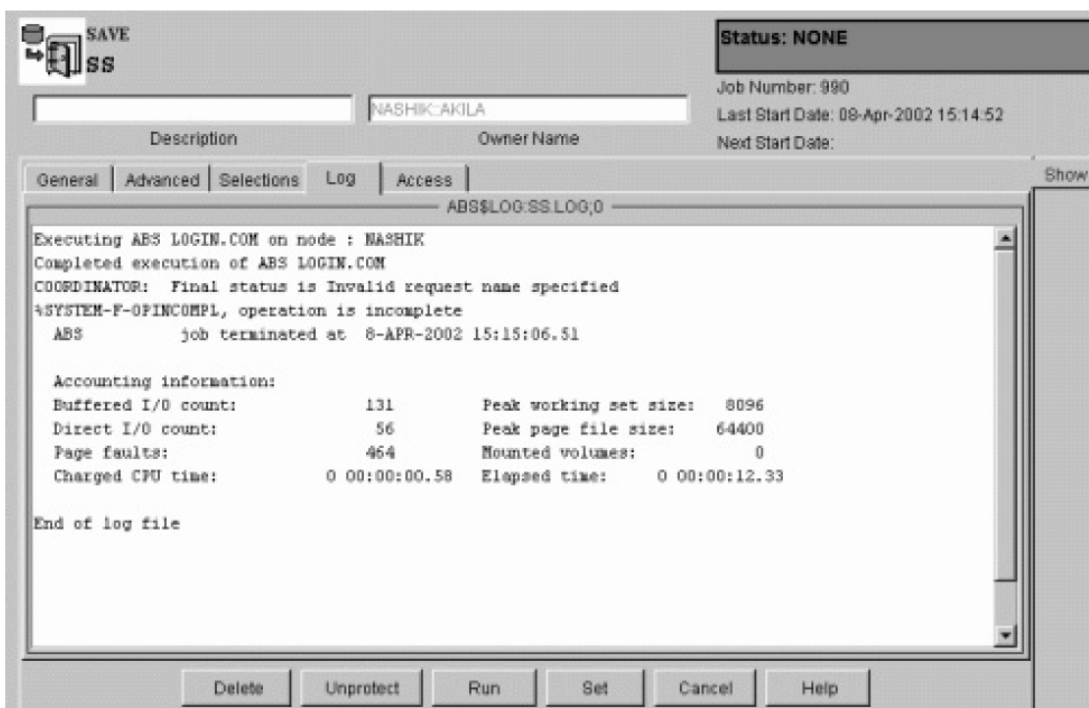 SAVE
SS
Status: NONE
Job Number: 990
Last Start Date: 08-Apr-2002 15:14:52
Next Start Date:
NASHIK::AKILA
Description
Owner Name
General
Advanced
Selections
Log
Access
Show
ABS$LOG:SS.LOG;0
Executing ABS LOGIN.COM on node : NASHIK
Completed execution of ABS LOGIN.COM
COORDINATOR: Final status is Invalid request name specified
%SYSTEM-F-OPINCOMPL, operation is incomplete
ABS job terminated at 8-APR-2002 15:15:06.51
Accounting information:
Buffered I/O count: 131 Peak working set size: 8096
Direct I/O count: 56 Peak page file size: 64400
Page faults: 464 Mounted volumes: 0
Charged CPU time: 0 00:00:00.58 Elapsed time: 0 00:00:12.33
End of log file
Delete
Unprotect
Run
Set
Cancel
Help